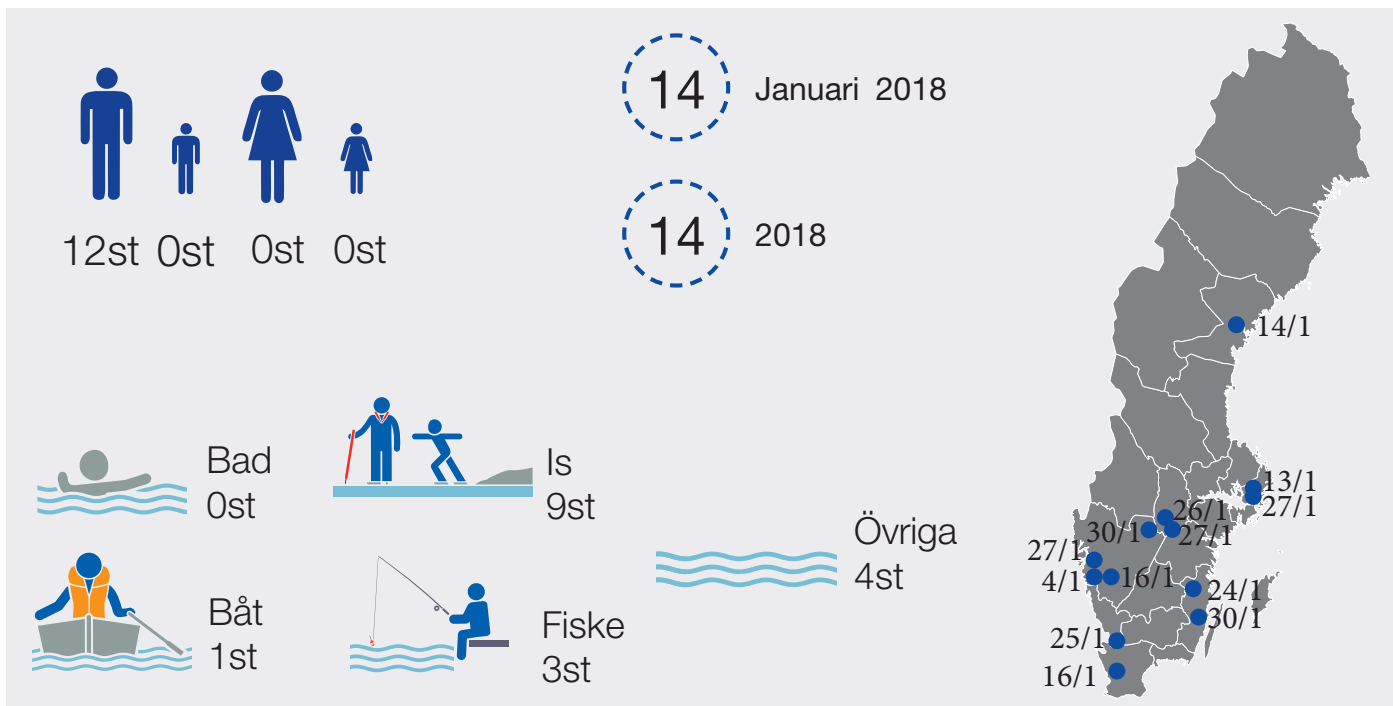 12st 0st 0st 0st
14 Januari 2018
14 2018
Bad
0st
Is
9st
Båt
1st
Fiske
3st
Övriga
4st
14/1
13/1
27/1
26/1
30/1 27/1
27/1
4/1 16/1
24/1
30/1
25/1
16/1